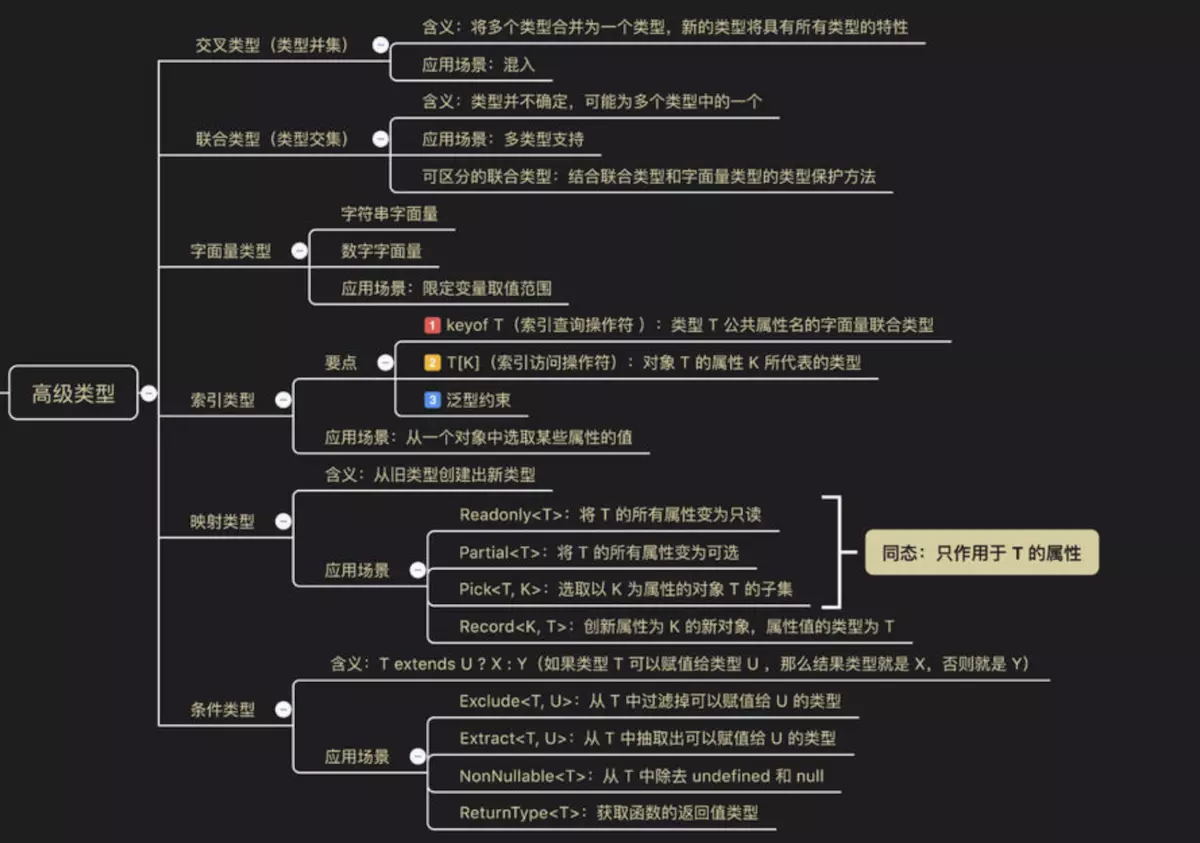 高级类型
交叉类型（类型并集）
含义：将多个类型合并为一个类型，新的类型将具有所有类型的特性
应用场景：混入
联合类型（类型交集）
含义：类型并不确定，可能为多个类型中的一个
应用场景：多类型支持
可区分的联合类型：结合联合类型和字面量类型的类型保护方法
字面量类型
字符串字面量
数字字面量
应用场景：限定变量取值范围
索引类型
要点
1 keyof T（索引查询操作符 ）：类型 T 公共属性名的字面量联合类型
2 T[K]（索引访问操作符）：对象 T 的属性 K 所代表的类型
3 泛型约束
应用场景：从一个对象中选取某些属性的值
映射类型
含义：从旧类型创建出新类型
应用场景
Readonly<T>：将 T 的所有属性变为只读
Partial<T>：将 T 的所有属性变为可选
Pick<T, K>：选取以 K 为属性的对象 T 的子集
同态：只作用于 T 的属性
Record<K, T>：创新属性为 K 的新对象，属性值的类型为 T
条件类型
含义：T extends U ? X : Y（如果类型 T 可以赋值给类型 U ，那么结果类型就是 X，否则就是 Y）
应用场景
Exclude<T, U>：从 T 中过滤掉可以赋值给 U 的类型
Extract<T, U>：从 T 中抽取出可以赋值给 U 的类型
NonNullable<T>：从 T 中除去 undefined 和 null
ReturnType<T>：获取函数的返回值类型